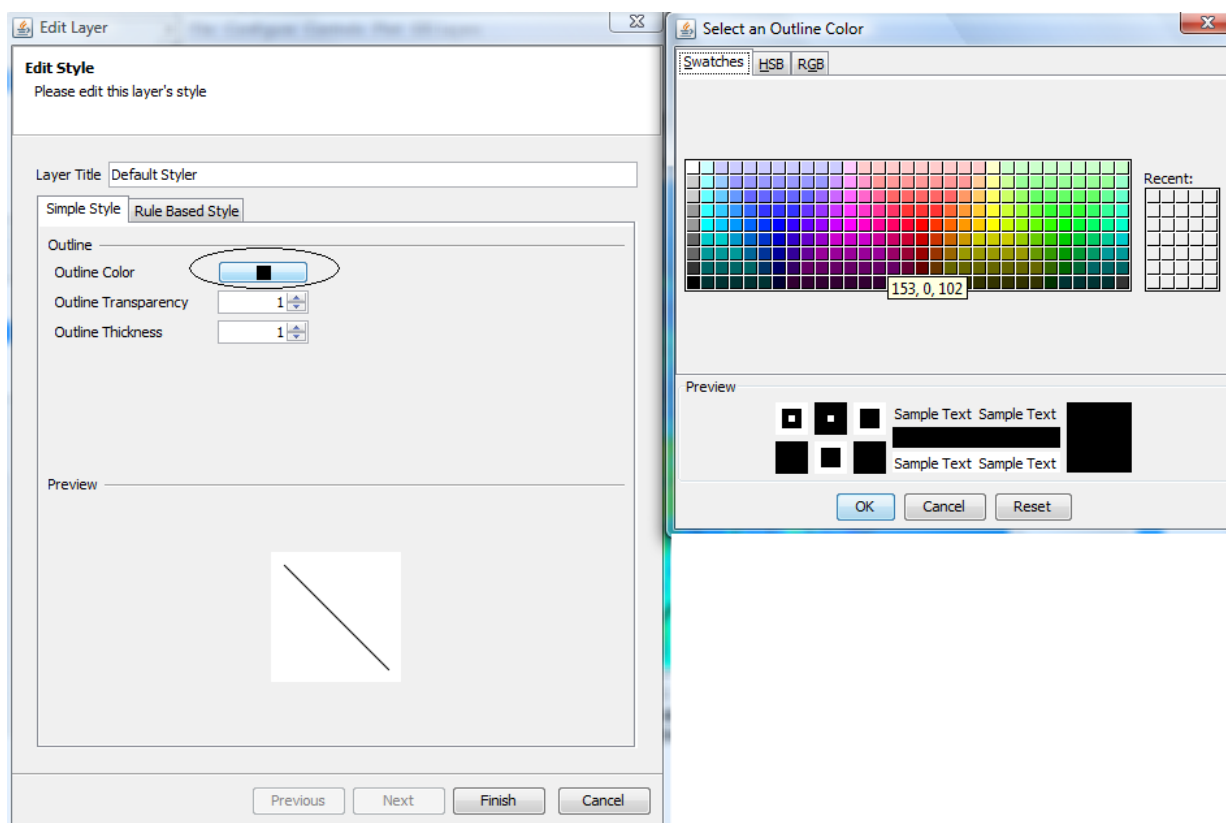 Edit Layer
Edit Style
Please edit this layer's style
Layer Title Default Styler
Simple Style Rule Based Style
Outline
Outline Color
Outline Transparency 1
Outline Thickness 1
Preview
Previous Next Finish Cancel
Select an Outline Color
Swatches HSB RGB
Recent:
153, 0, 102
Preview
Sample Text Sample Text
Sample Text Sample Text
OK Cancel Reset